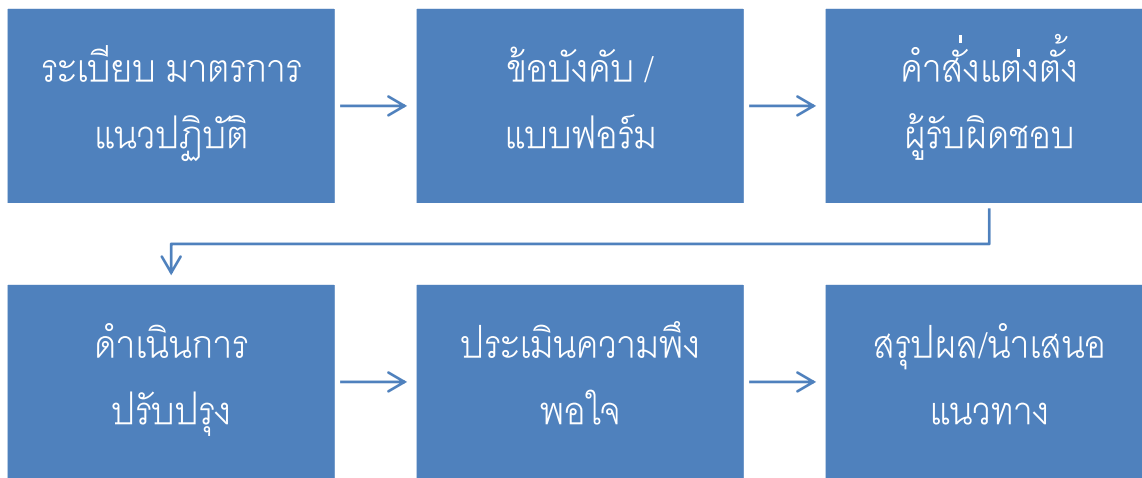 ระเบียบ มาตรการ
แนวปฏิบัติ
ข้อบังคับ /
แบบฟอร์ม
คำสั่งแต่งตั้ง
ผู้รับผิดชอบ
ดำเนินการ
ปรับปรุง
ประเมินความพึง
พอใจ
สรุปผล/นำเสนอ
แนวทาง